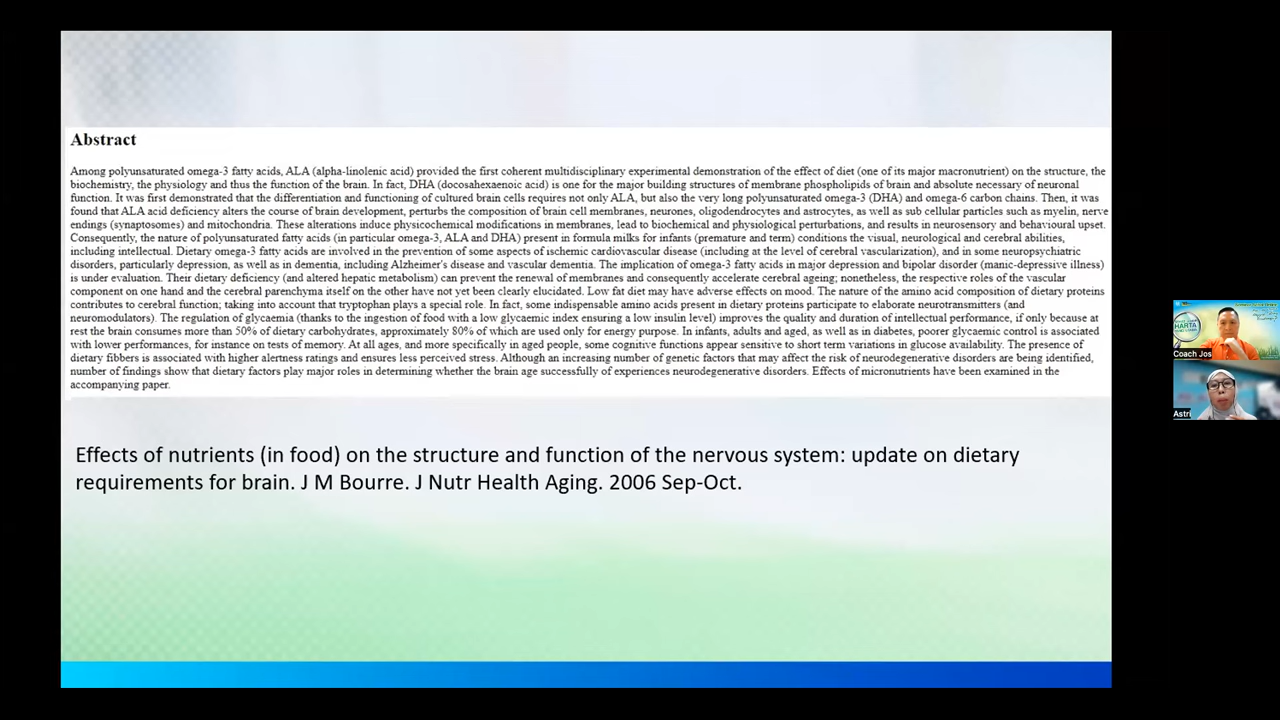 Abstract
Among polyunsaturated omega-3 fatty acids, ALA (alpha-linolenic acid) provided the first coherent multidisciplinary experimental demonstration of the effect of diet (one of its major macronutrient) on the structure, the
biochemistry, the physiology and thus the function of the brain. In fact, DHA (docosahexaenoic acid) is one for the major building structures of membrane phospholipids of brain and absolute necessary of neuronal
function. It was first demonstrated that the differentiation and functioning of cultured brain cells requires not only ALA, but also the very long polyunsaturated omega-3 (DHA) and omega-6 carbon chains. Then, it was
found that ALA acid deficiency alters the course of brain development, perturbs the composition of brain cell membranes, neurones, oligodendrocytes and astrocytes, as well as sub cellular particles such as myelin, nerve
endings (synaptosomes) and mitochondria. These alterations induce physicochemical modifications in membranes, lead to biochemical and physiological perturbations, and results in neurosensory and behavioural upset.
Consequently, the nature of polyunsaturated fatty acids (in particular omega-3, ALA and DHA) present in formula milks for infants (premature and term) conditions the visual, neurological and cerebral abilities,
including intellectual. Dietary omega-3 fatty acids are involved in the prevention of some aspects of ischemic cardiovascular disease (including at the level of cerebral vascularization), and in some neuropsychiatric
disorders, particularly depression, as well as in dementia, including Alzheimer's disease and vascular dementia. The implication of omega-3 fatty acids in major depression and bipolar disorder (manic-depressive illness)
is under evaluation. Their dietary deficiency (and altered hepatic metabolism) can prevent the renewal of membranes and consequently accelerate cerebral ageing; nonetheless, the respective roles of the vascular
component on one hand and the cerebral parenchyma itself on the other have not yet been clearly elucidated. Low fat diet may have adverse effects on mood. The nature of the amino acid composition of dietary proteins
contributes to cerebral function; taking into account that tryptophan plays a special role. In fact, some indispensable amino acids present in dietary proteins participate to elaborate neurotransmitters (and
neuromodulators). The regulation of glycaemia (thanks to the ingestion of food with a low glycaemic index ensuring a low insulin level) improves the quality and duration of intellectual performance, if only because at
rest the brain consumes more than 50% of dietary carbohydrates, approximately 80% of which are used only for energy purpose. In infants, adults and aged, as well as in diabetes, poorer glycaemic control is associated
with lower performances, for instance on tests of memory. At all ages, and more specifically in aged people, some cognitive functions appear sensitive to short term variations in glucose availability. The presence of
dietary fibbers is associated with higher alertness ratings and ensures less perceived stress. Although an increasing number of genetic factors that may affect the risk of neurodegenerative disorders are being identified,
number of findings show that dietary factors play major roles in determining whether the brain age successfully of experiences neurodegenerative disorders. Effects of micronutrients have been examined in the
accompanying paper.
Effects of nutrients (in food) on the structure and function of the nervous system: update on dietary
requirements for brain. J M Bourre. J Nutr Health Aging. 2006 Sep-Oct.
HARTA
Coach Jos
Astri